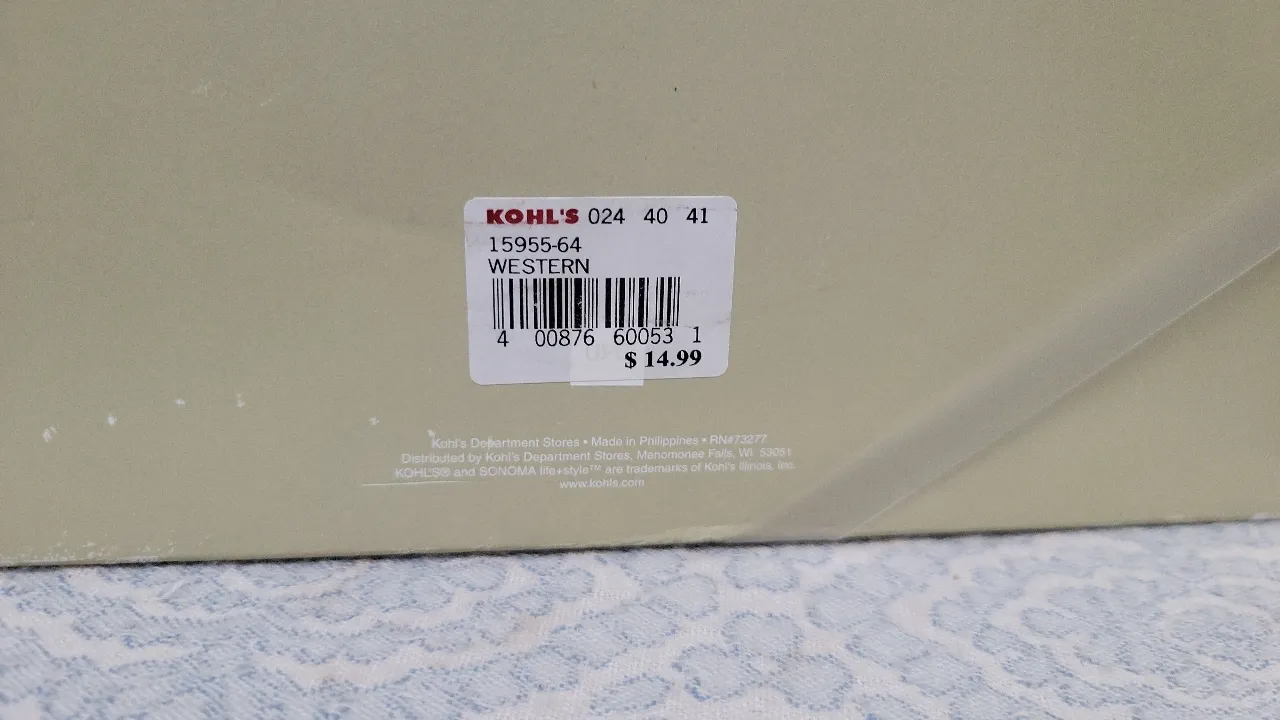 KOHL'S 024 40 41
15955-64
WESTERN
4 00876 60053 1
$ 14.99
Kohl's Department Stores • Made in Philippines • RN#73277
Distributed by Kohl's Department Stores, Menomonee Falls, WI 53051
KOHL'S® and SONOMA life+style™ are trademarks of Kohl's Illinois, Inc.
www.kohls.com